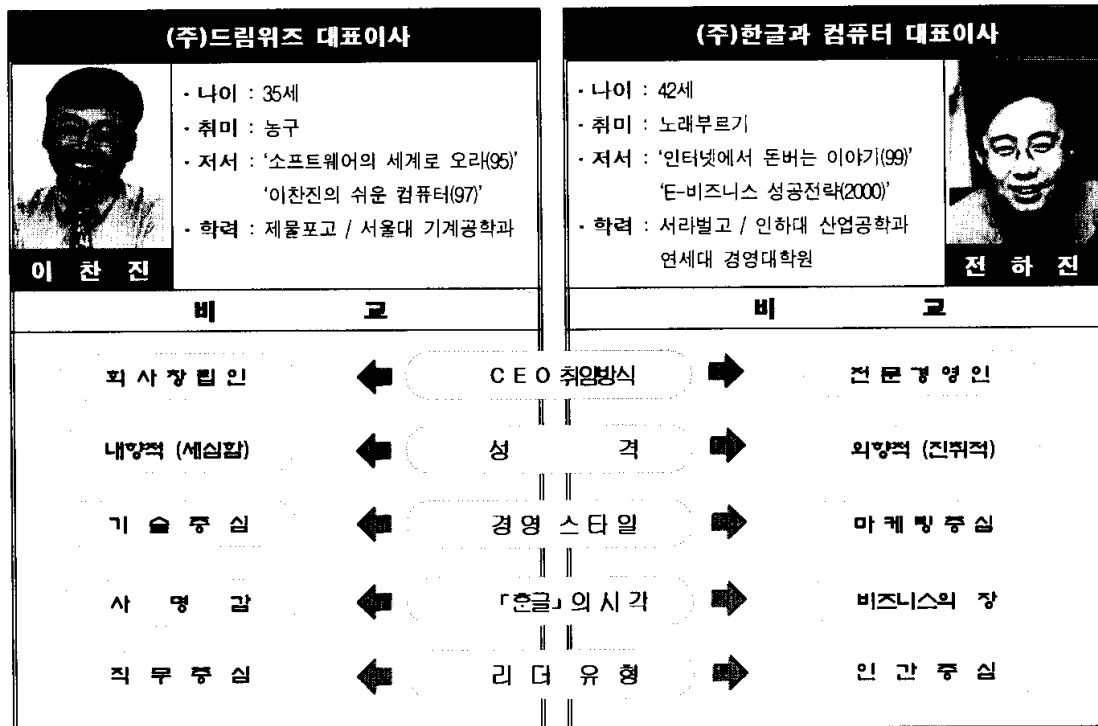 (주)드림위즈 대표이사
· 나이 : 35세
· 취미 : 농구
· 저서 : '소프트웨어의 세계로 오라(95)'
'이찬진의 쉬운 컴퓨터(97)'
· 학력 : 제물포고 / 서울대 기계공학과
이 찬 진
(주)한글과 컴퓨터 대표이사
· 나이 : 42세
· 취미 : 노래부르기
· 저서 : '인터넷에서 돈버는 이야기(99)'
'E-비즈니스 성공전략(2000)'
· 학력 : 서라벌고 / 인하대 산업공학과
연세대 경영대학원
전 하 진
비 교
비 교
회사창립인 CEO취임방식 전문경영인
내향적 (세심함) 성 격 외향적 (진취적)
기술중심 경영스타일 마케팅중심
사 명 감 「한글」의 시각 비즈니스의 장
직무중심 리더유형 인간중심